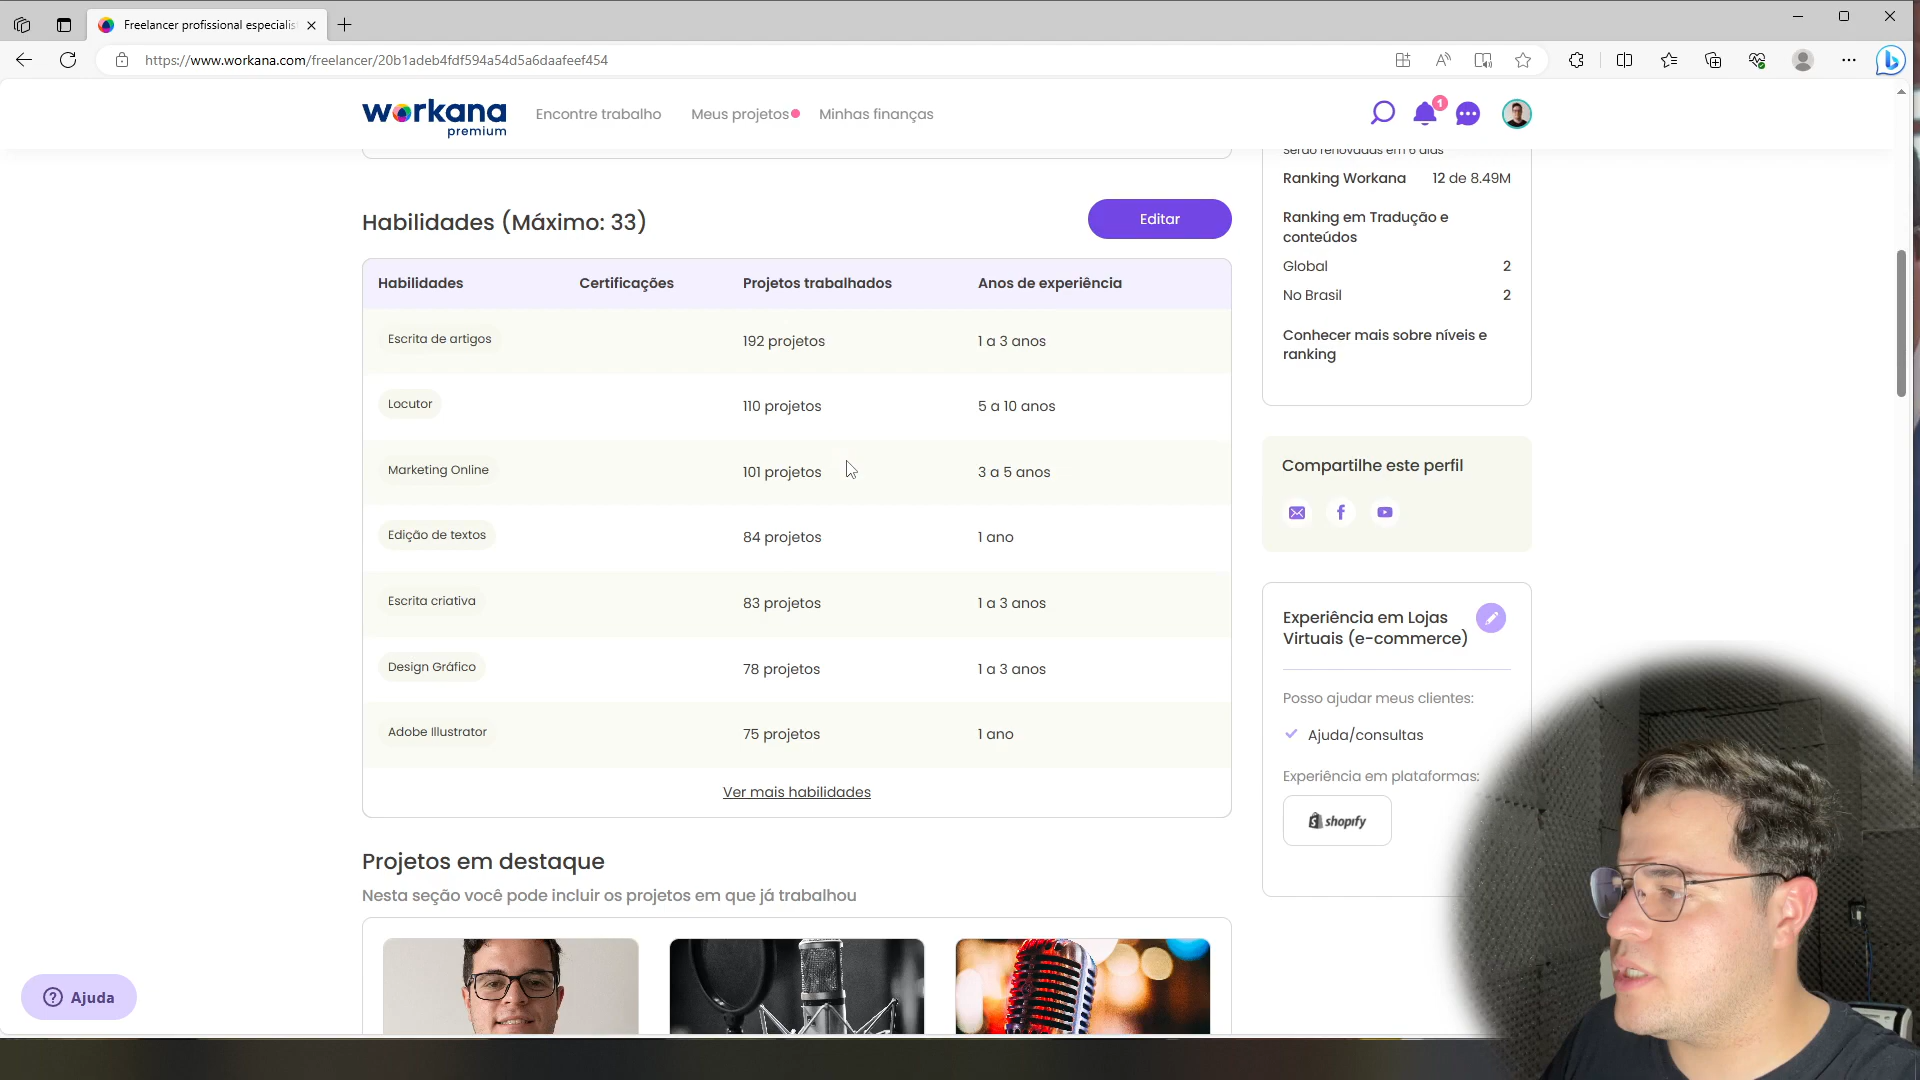 Freelancer profissional especialis
https://www.workana.com/freelancer/20b1adeb4fdf594a54d5a6daafeef454
workana
premium
Encontre trabalho
Meus projetos
Minhas finanças
1
Serão renovadas em 6 dias
Ranking Workana 12 de 8.49M
Ranking em Tradução e
conteúdos
Global 2
No Brasil 2
Conhecer mais sobre níveis e
ranking
Habilidades (Máximo: 33)
Editar
Habilidades Certificações Projetos trabalhados Anos de experiência
Escrita de artigos 192 projetos 1 a 3 anos
Locutor 110 projetos 5 a 10 anos
Marketing Online 101 projetos 3 a 5 anos
Edição de textos 84 projetos 1 ano
Escrita criativa 83 projetos 1 a 3 anos
Design Gráfico 78 projetos 1 a 3 anos
Adobe Illustrator 75 projetos 1 ano
Ver mais habilidades
Compartilhe este perfil
Experiência em Lojas
Virtuais (e-commerce)
Posso ajudar meus clientes:
Ajuda/consultas
Experiência em plataformas:
shopify
Projetos em destaque
Nesta seção você pode incluir os projetos em que já trabalhou
Ajuda